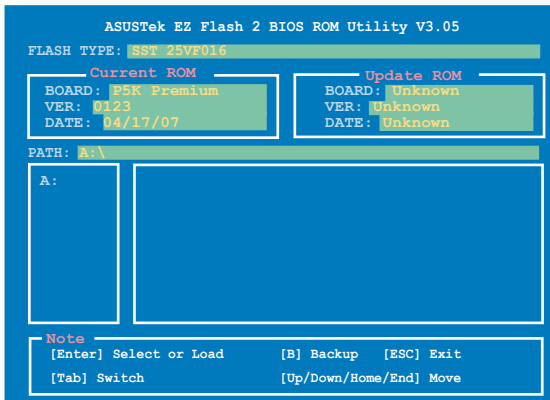 ASUSTek EZ Flash 2 BIOS ROM Utility V3.05
FLASH TYPE: SST 25VF016
Current ROM
BOARD: P5K Premium
VER: 0123
DATE: 04/17/07
Update ROM
BOARD: Unknown
VER: Unknown
DATE: Unknown
PATH: A:\
A:
Note
[Enter] Select or Load [B] Backup [ESC] Exit
[Tab] Switch [Up/Down/Home/End] Move